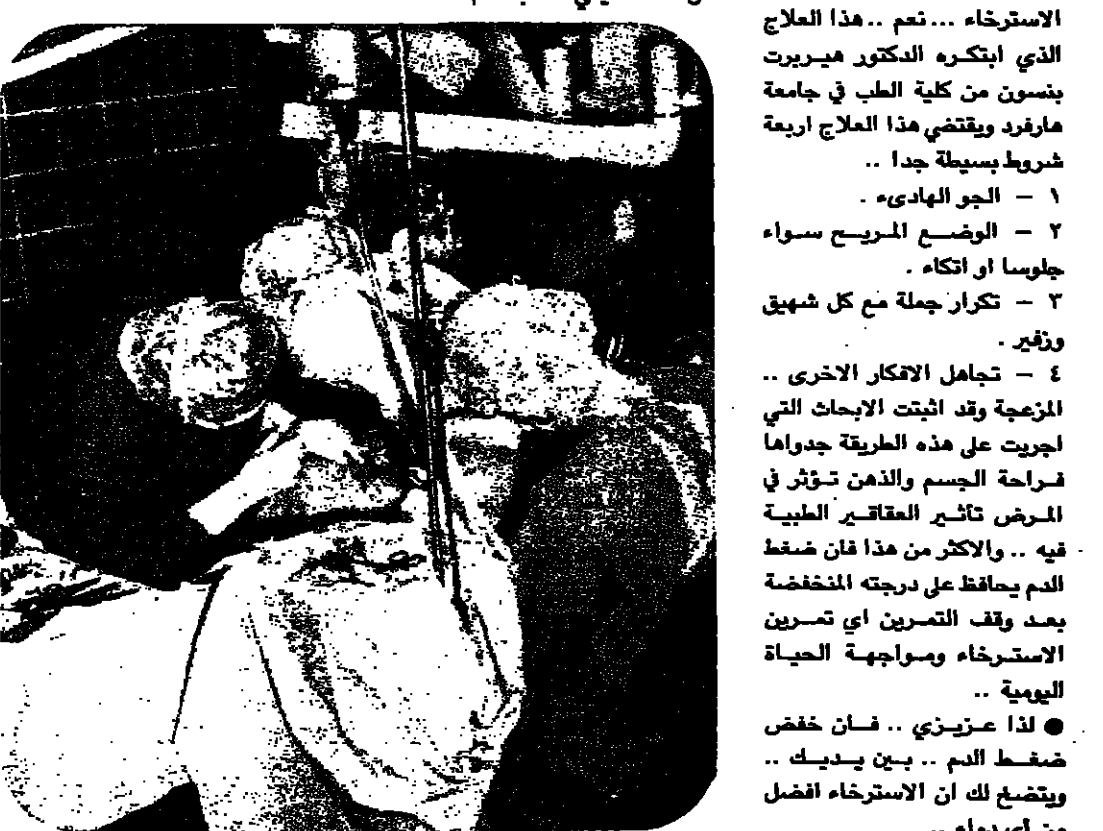 الاسترخاء ... نعم .. هذا العلاج
الذي ابتكره الدكتور هيربرت
بنسون من كلية الطب في جامعة
هارفرد ويقتضي هذا العلاج اربعة
شروط بسيطة جدا ..
١ — الجو الهادىء .
٢ — الوضع المريح سواء
جلوسا او اتكاء .
٣ — تكرار جملة مع كل شهيق
وزفير .
٤ — تجاهل الافكار الاخرى ..
المزعجة وقد اثبتت الابحاث التي
اجريت على هذه الطريقة جدواها
فراحة الجسم والذهن تؤثر في
المرض تأثير العقاقير الطبية
فيه .. والاكثر من هذا فان ضغط
الدم يحافظ على درجته المنخفضة
بعد وقف التمرين اي تمرين
الاسترخاء ومواجهة الحياة
اليومية ..
● لذا عزيزي .. فأن خفض
ضغط الدم .. بين يديك ..
ويتضح لك ان الاسترخاء افضل
من أي دواء ..